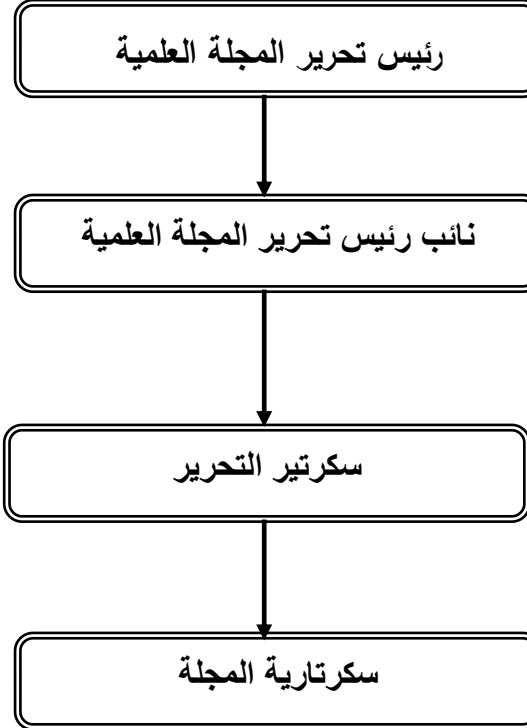 رئيس تحرير المجلة العلمية
نائب رئيس تحرير المجلة العلمية
سكرتير التحرير
سكرتارية المجلة